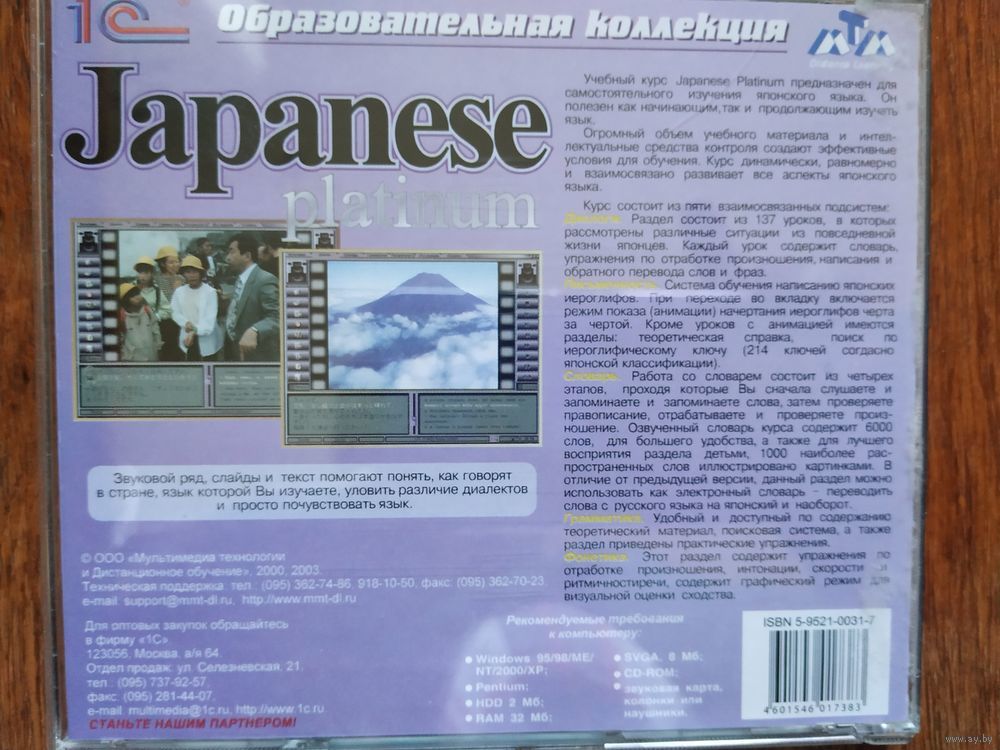 1С Образовательная коллекция
МТМ
Distance Learning
Japanese
platinum
Учебный курс Japanese Platinum предназначен для
самостоятельного изучения японского языка. Он
полезен как начинающим,так и продолжающим изучать
язык.
Огромный объем учебного материала и интел-
лектуальные средства контроля создают эффективные
условия для обучения. Курс динамически, равномерно
и взаимосвязано развивает все аспекты японского
языка.
Курс состоит из пяти взаимосвязанных подсистем:
Диалоги. Раздел состоит из 137 уроков, в которых
рассмотрены различные ситуации из повседневной
жизни японцев. Каждый урок содержит словарь,
упражнения по отработке произношения, написания и
обратного перевода слов и фраз.
Письменность. Система обучения написанию японских
иероглифов. При переходе во вкладку включается
режим показа (анимации) начертания иероглифов черта
за чертой. Кроме уроков с анимацией имеются
разделы: теоретическая справка, поиск по
иероглифическому ключу (214 ключей согдасно
японской классификации).
Словарь. Работа со словарем состоит из четырех
этапов, проходя которые Вы сначала слушаете и
запоминаете и запоминаете слова, затем проверяете
правописание, отрабатываете и проверяете произ-
ношение. Озвученный словарь курса содержит 6000
слов, для большего удобства, а также для лучшего
восприятия раздела детьми, 1000 наиболее рас-
пространенных слов иллюстрировано картинками. В
отличие от предыдущей версии, данный раздел можно
использовать как электронный словарь – переводить
слова с русского языка на японский и наоборот.
Грамматика. Удобный и доступный по содержанию
теоретический материал, поисковая система, а также
раздел приведены практические упражнения.
Фонетика. Этот раздел содержит упражнения по
отработке произношения, интонации, скорости и
ритмичностиречи, содержит графический режим для
визуальной оценки сходства.
Звуковой ряд, слайды и текст помогают понять, как говорят
в стране, язык которой Вы изучаете, уловить различие диалектов
и просто почувствовать язык.
© ООО «Мультимедиа технологии
и Дистанционное обучение», 2000, 2003.
Техническая поддержка тел.: (095) 362-74-86, 918-10-50, факс: (095) 362-70-23
e-mail: support@mmt-dl.ru, http://www.mmt-dl.ru
Для оптовых закупок обращайтесь
в фирму «1С».
123056, Москва, а/я 64.
Отдел продаж: ул. Селезневская, 21.
тел.: (095) 737-92-57,
факс: (095) 281-44-07.
e-mail: multimedia@1c.ru, http://www.1c.ru
СТАНЬТЕ НАШИМ ПАРТНЕРОМ!
Рекомендуемые требования
к компьютеру:
● Windows 95/98/ME/
NT/2000/XP;
● Pentium;
● HDD 2 Мб;
● RAM 32 Мб;
● SVGA, 8 Мб;
● CD-ROM;
● звуковая карта,
колонки или
наушники.
ISBN 5-9521-0031-7
4 601546 017383
www.ay.by